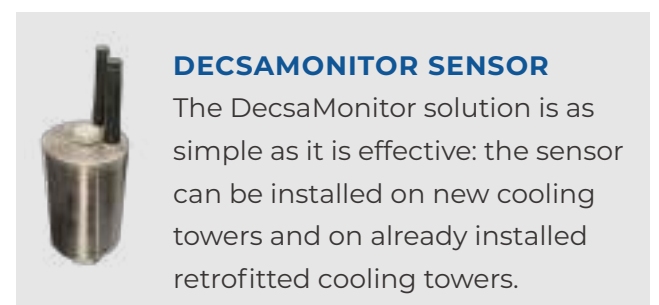 DECSAMONITOR SENSOR
The DecsaMonitor solution is as
simple as it is effective: the sensor
can be installed on new cooling
towers and on already installed
retrofitted cooling towers.